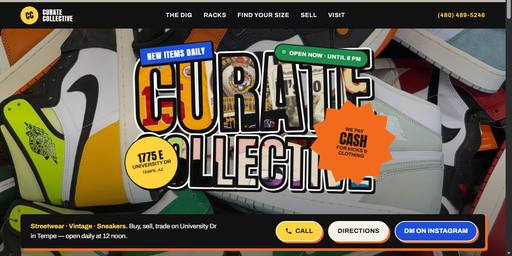 CC
CURATE
COLLECTIVE
THE DIG
RACKS
FIND YOUR SIZE
SELL
VISIT
(480) 489-5246
NEW ITEMS DAILY
OPEN NOW · UNTIL 8 PM
CURATE
COLLECTIVE
WE PAY
CASH
FOR KICKS &
CLOTHING
1775 E
UNIVERSITY DR
TEMPE, AZ
Streetwear · Vintage · Sneakers. Buy, sell, trade on University Dr
in Tempe — open daily at 12 noon.
CALL
DIRECTIONS
DM ON INSTAGRAM